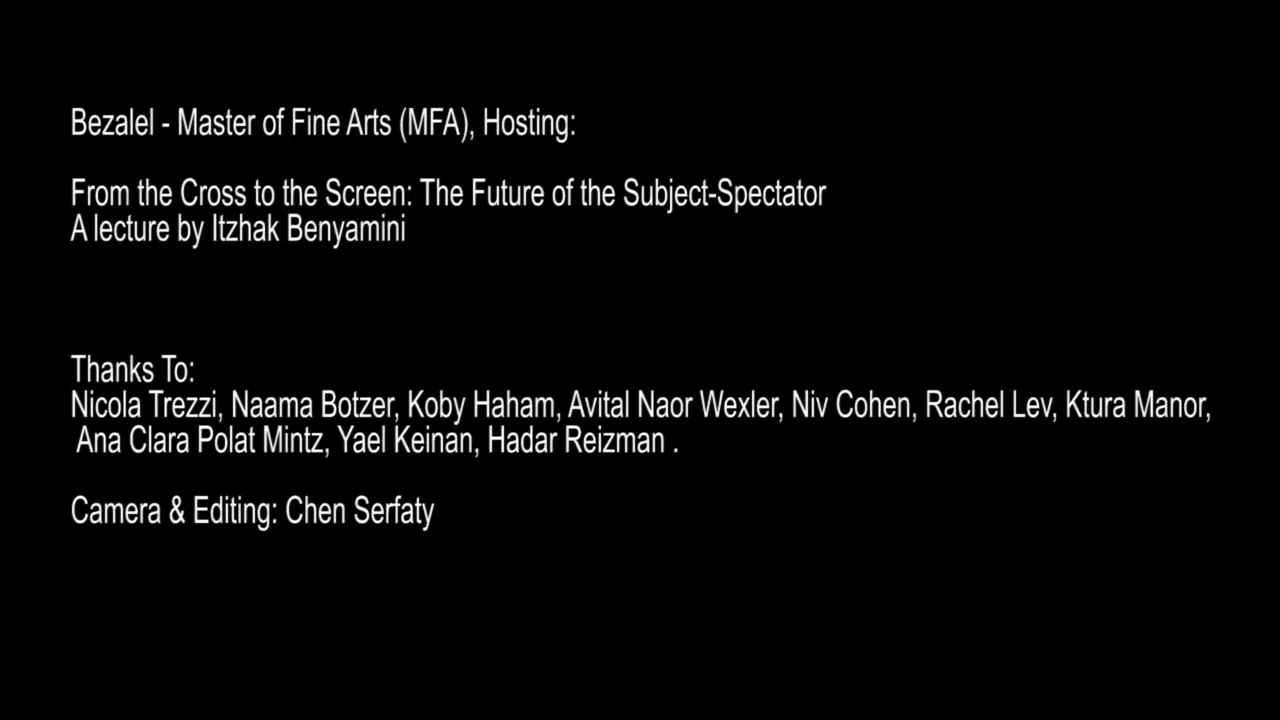 Bezalel - Master of Fine Arts (MFA), Hosting:
From the Cross to the Screen: The Future of the Subject-Spectator
A lecture by Itzhak Benyamini
Thanks To:
Nicola Trezzi, Naama Botzer, Koby Haham, Avital Naor Wexler, Niv Cohen, Rachel Lev, Ktura Manor,
Ana Clara Polat Mintz, Yael Keinan, Hadar Reizman .
Camera & Editing: Chen Serfaty